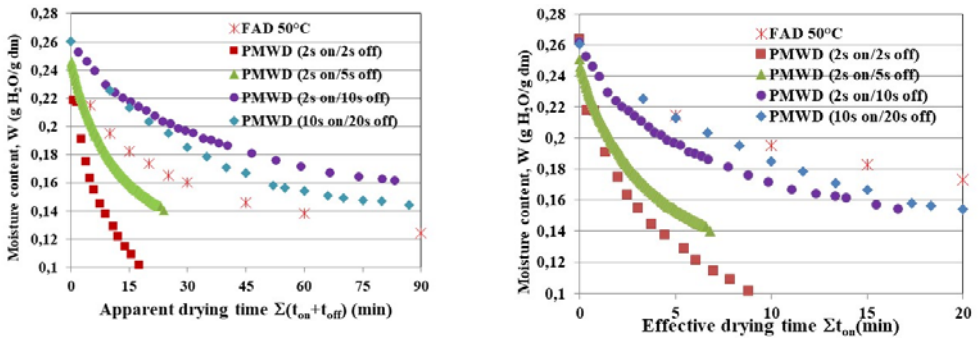 0,28
0,26
0,24
0,22
0,2
0,18
0,16
0,14
0,12
0,1
Moisture content, W (g H₂O/g dm)
FAD 50°C
PMWD (2s on/2s off)
PMWD (2s on/5s off)
PMWD (2s on/10s off)
PMWD (10s on/20s off)
0 15 30 45 60 75 90
Apparent drying time Σ(tₒₙ+t_off) (min)
0,28
0,26
0,24
0,22
0,2
0,18
0,16
0,14
0,12
0,1
Moisture content, W (g H₂O/g dm)
FAD 50°C
PMWD (2s on/2s off)
PMWD (2s on/5s off)
PMWD (2s on/10s off)
PMWD (10s on/20s off)
0 5 10 15 20
Effective drying time Σtₒₙ(min)